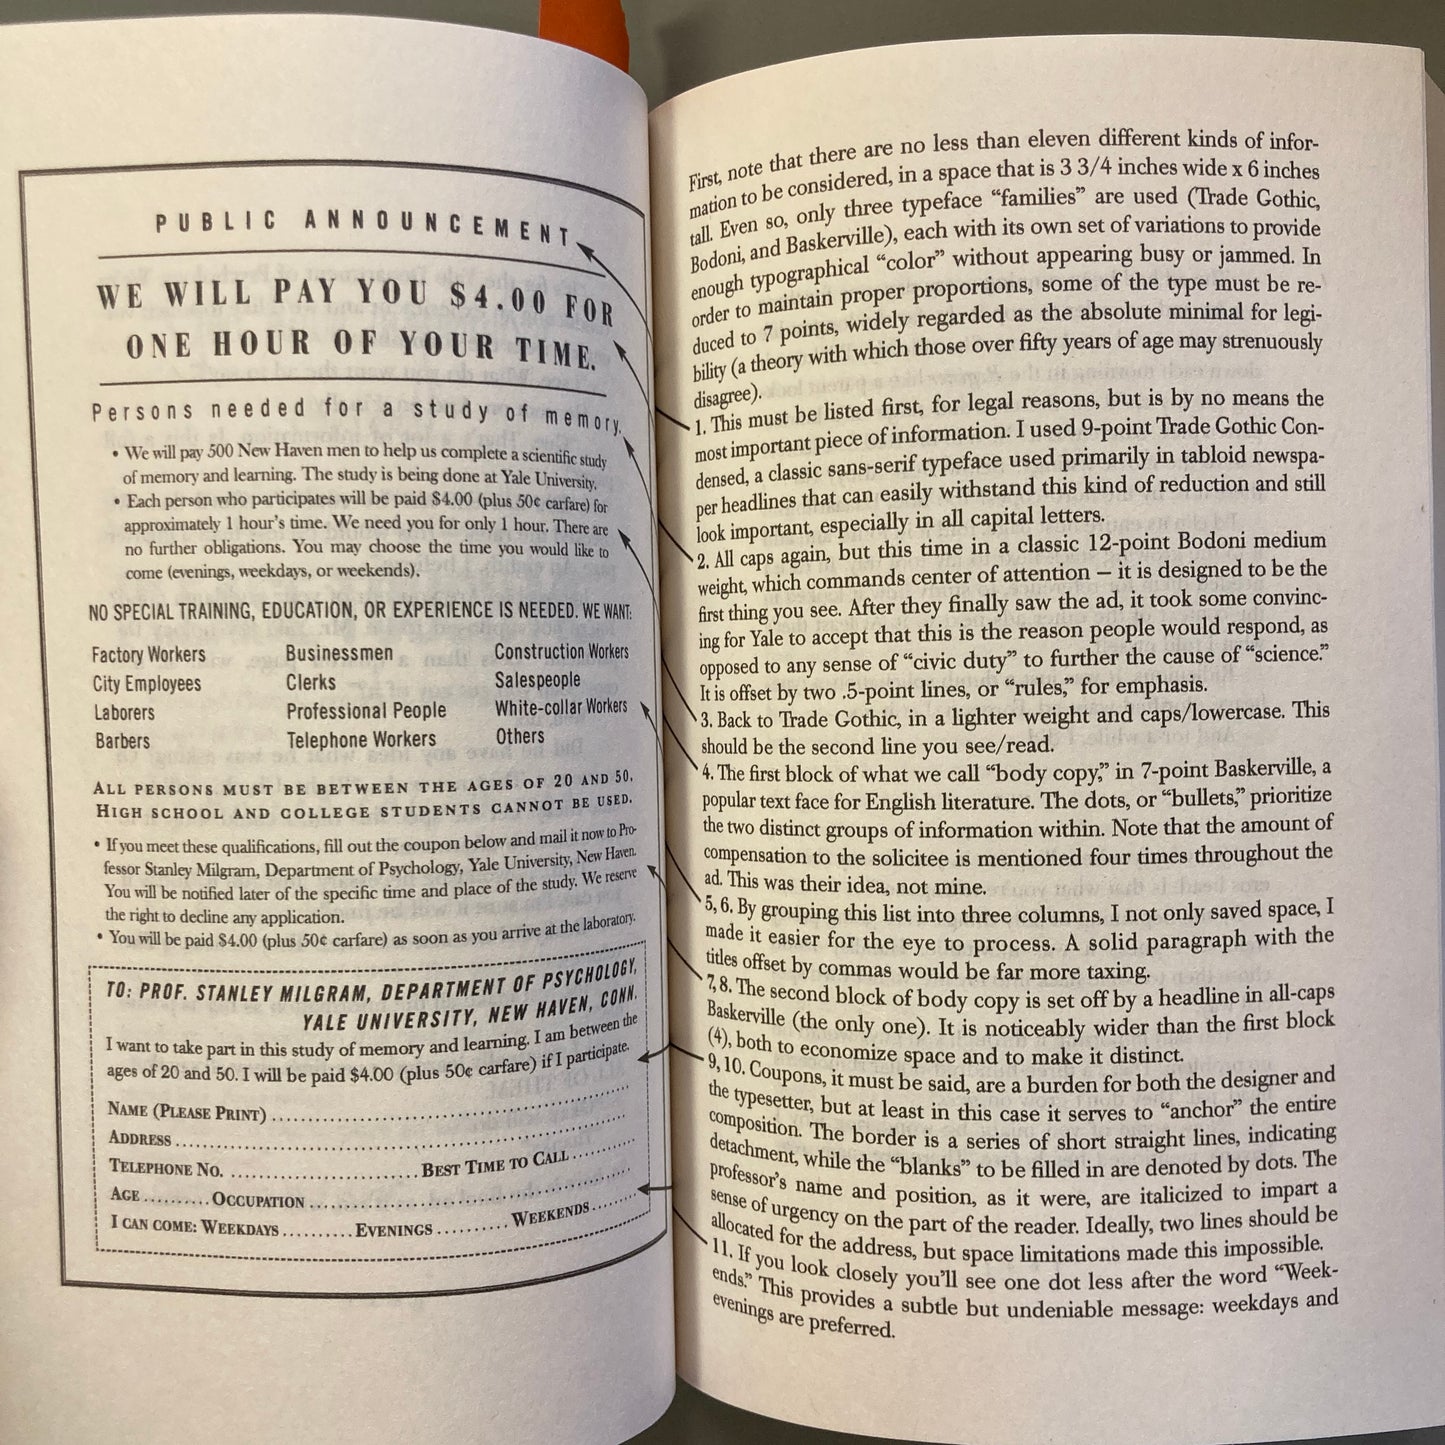 PUBLIC ANNOUNCEMENT
WE WILL PAY YOU $4.00 FOR
ONE HOUR OF YOUR TIME.
Persons needed for a study of memory.
• We will pay 500 New Haven men to help us complete a scientific study
of memory and learning. The study is being done at Yale University.
• Each person who participates will be paid $4.00 (plus 50¢ carfare) for
approximately 1 hour's time. We need you for only 1 hour. There are
no further obligations. You may choose the time you would like to
come (evenings, weekdays, or weekends).
NO SPECIAL TRAINING, EDUCATION, OR EXPERIENCE IS NEEDED. WE WANT:
Factory Workers Businessmen Construction Workers
City Employees Clerks Salespeople
Laborers Professional People White-collar Workers
Barbers Telephone Workers Others
ALL PERSONS MUST BE BETWEEN THE AGES OF 20 AND 50.
HIGH SCHOOL AND COLLEGE STUDENTS CANNOT BE USED.
• If you meet these qualifications, fill out the coupon below and mail it now to Pro-
fessor Stanley Milgram, Department of Psychology, Yale University, New Haven.
You will be notified later of the specific time and place of the study. We reserve
the right to decline any application.
• You will be paid $4.00 (plus 50¢ carfare) as soon as you arrive at the laboratory.
TO: PROF. STANLEY MILGRAM, DEPARTMENT OF PSYCHOLOGY,
YALE UNIVERSITY, NEW HAVEN, CONN.
I want to take part in this study of memory and learning. I am between the
ages of 20 and 50. I will be paid $4.00 (plus 50¢ carfare) if I participate.
NAME (PLEASE PRINT) ..........
ADDRESS ..........
TELEPHONE NO. .......... BEST TIME TO CALL ..........
AGE .......... OCCUPATION ..........
I CAN COME: WEEKDAYS .......... EVENINGS .......... WEEKENDS .........
First, note that there are no less than eleven different kinds of infor-
mation to be considered, in a space that is 3 3/4 inches wide x 6 inches
tall. Even so, only three typeface “families” are used (Trade Gothic,
Bodoni, and Baskerville), each with its own set of variations to provide
enough typographical “color” without appearing busy or jammed. In
order to maintain proper proportions, some of the type must be re-
duced to 7 points, widely regarded as the absolute minimal for legi-
bility (a theory with which those over fifty years of age may strenuously
disagree).
1. This must be listed first, for legal reasons, but is by no means the
most important piece of information. I used 9-point Trade Gothic Con-
densed, a classic sans-serif typeface used primarily in tabloid newspa-
per headlines that can easily withstand this kind of reduction and still
look important, especially in all capital letters.
2. All caps again, but this time in a classic 12-point Bodoni medium
weight, which commands center of attention — it is designed to be the
first thing you see. After they finally saw the ad, it took some convinc-
ing for Yale to accept that this is the reason people would respond, as
opposed to any sense of “civic duty” to further the cause of “science.”
It is offset by two .5-point lines, or “rules,” for emphasis.
3. Back to Trade Gothic, in a lighter weight and caps/lowercase. This
should be the second line you see/read.
4. The first block of what we call “body copy,” in 7-point Baskerville, a
popular text face for English literature. The dots, or “bullets,” prioritize
the two distinct groups of information within. Note that the amount of
compensation to the solicitee is mentioned four times throughout the
ad. This was their idea, not mine.
5, 6. By grouping this list into three columns, I not only saved space, I
made it easier for the eye to process. A solid paragraph with the
titles offset by commas would be far more taxing.
7, 8. The second block of body copy is set off by a headline in all-caps
Baskerville (the only one). It is noticeably wider than the first block
(4), both to economize space and to make it distinct.
9, 10. Coupons, it must be said, are a burden for both the designer and
the typesetter, but at least in this case it serves to “anchor” the entire
composition. The border is a series of short straight lines, indicating
detachment, while the “blanks” to be filled in are denoted by dots. The
professor's name and position, as it were, are italicized to impart a
sense of urgency on the part of the reader. Ideally, two lines should be
allocated for the address, but space limitations made this impossible.
11. If you look closely you'll see one dot less after the word “Week-
ends.” This provides a subtle but undeniable message: weekdays and
evenings are preferred.